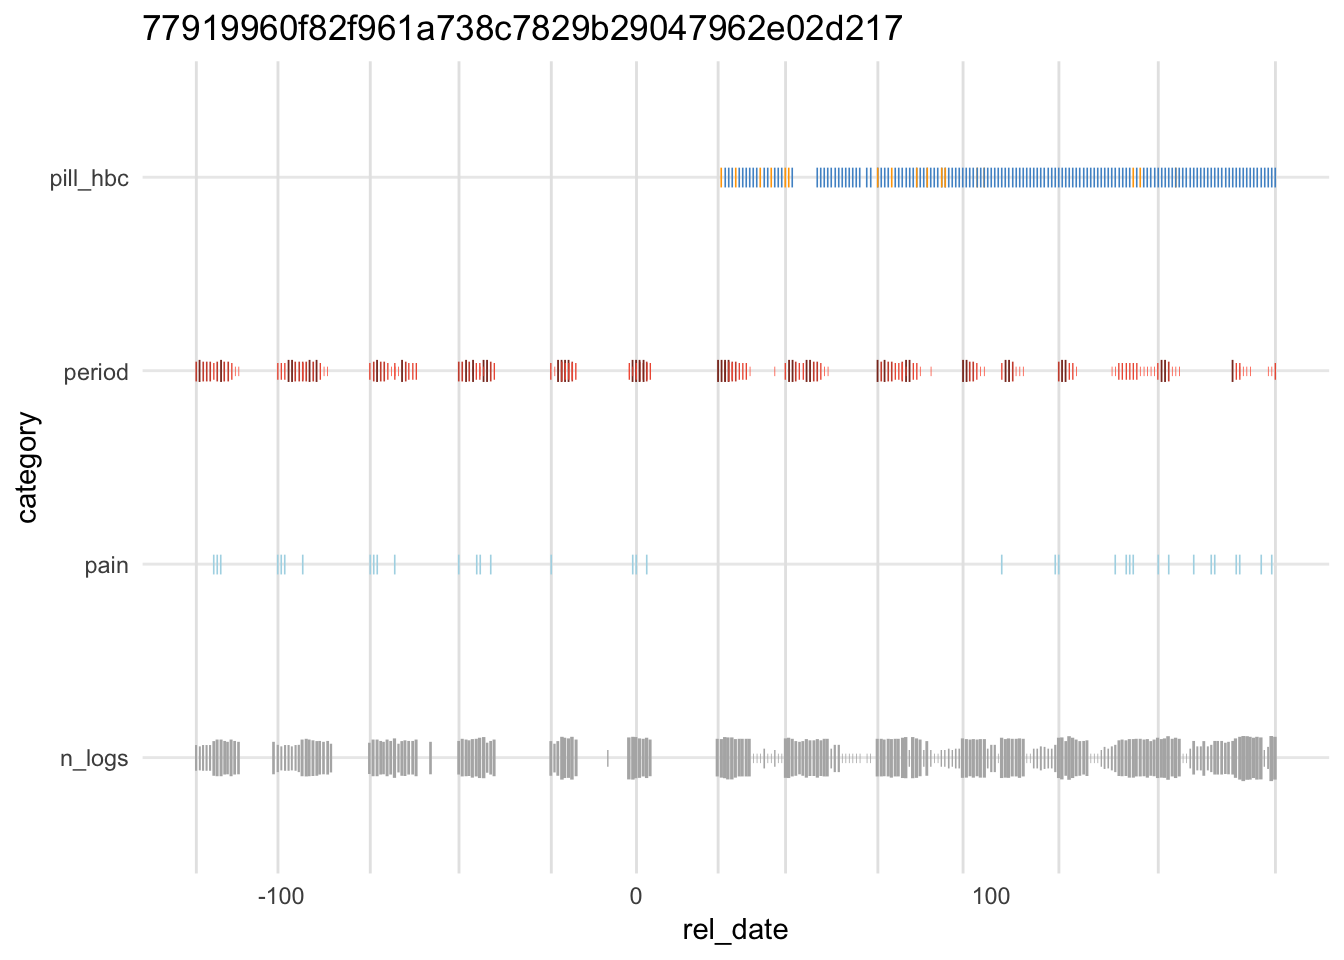 77919960f82f961a738c7829b29047962e02d217
pill_hbc
period
pain
n_logs
category
-100
0
100
rel_date